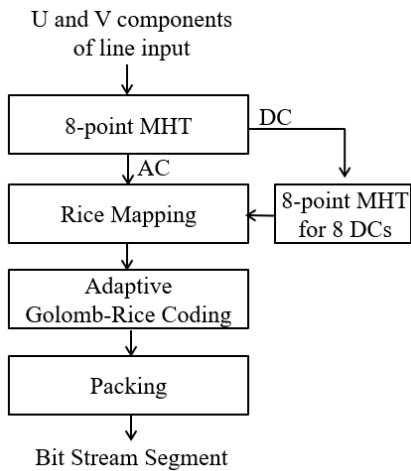 U and V components
of line input
8-point MHT
DC
AC
Rice Mapping
8-point MHT
for 8 DCs
Adaptive
Golomb-Rice Coding
Packing
Bit Stream Segment